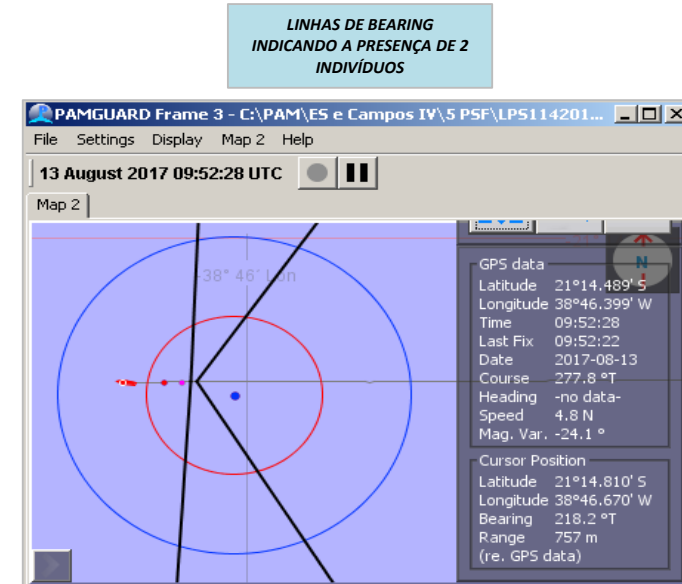 LINHAS DE BEARING
INDICANDO A PRESENÇA DE 2
INDIVÍDUOS
PAMGUARD Frame 3 - C:\PAM\ES e Campos IV\5 PSF\LPS114201...
File Settings Display Map 2 Help
13 August 2017 09:52:28 UTC
Map 2
-38° 46' Lon
N
GPS data
Latitude 21°14.489' S
Longitude 38°46.399' W
Time 09:52:28
Last Fix 09:52:22
Date 2017-08-13
Course 277.8 °T
Heading -no data-
Speed 4.8 N
Mag. Var. -24.1 °
Cursor Position
Latitude 21°14.810' S
Longitude 38°46.670' W
Bearing 218.2 °T
Range 757 m
(re. GPS data)